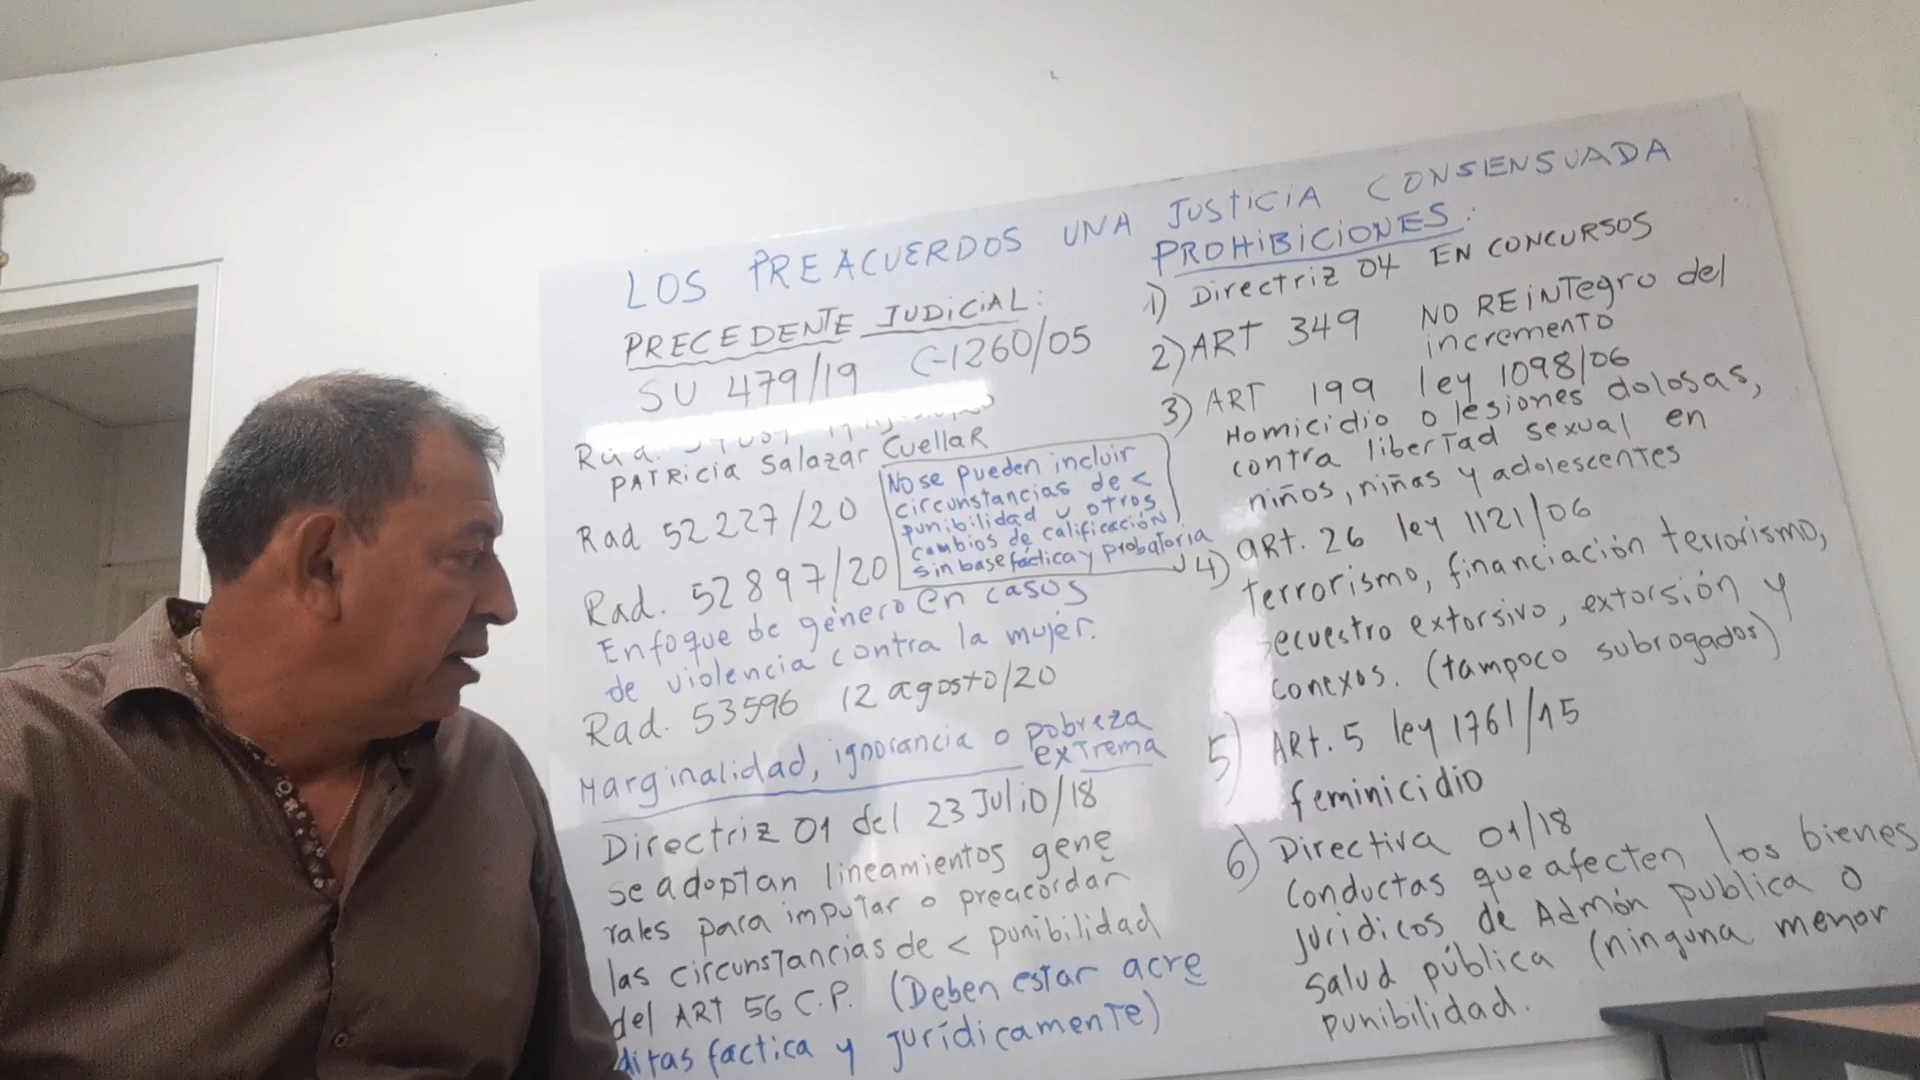 LOS PREACUERDOS UNA JUSTICIA CONSENSUADA
PRECEDENTE JUDICIAL:
SU 479/19 C-1260/05
Rad.
PATRICIA Salazar CuellaR
Rad 52227/20
No se pueden incluir
circunstancias de <
punibilidad u otros
cambios de calificación
sin base fáctica y probatoria
Rad. 52897/20
Enfoque de género en casos
de violencia contra la mujer.
Rad. 53596 12 agosto/20
Marginalidad, ignorancia o pobreza
extrema
Directriz 01 del 23 Julio/18
se adoptan lineamientos gene
rales para imputar o preacordar
las circunstancias de < punibilidad
del ART 56 C.P. (Deben estar acre
ditas factica y jurídicamente)
PROHIBICIONES:
1) Directriz 04 EN CONCURSOS
2) ART 349 NO REINTegro del
incremento
3) ART 199 ley 1098/06
Homicidio o lesiones dolosas,
contra libertad sexual en
niños, niñas y adolescentes
4) art. 26 ley 1121/06
terrorismo, financiación terrorismo,
secuestro extorsivo, extorsión y
conexos. (tampoco subrogados)
5) ARt. 5 ley 1761/15
feminicidio
6) Directiva 01/18
conductas que afecten los bienes
jurídicos de Admón pública o
salud pública (ninguna menor
punibilidad.